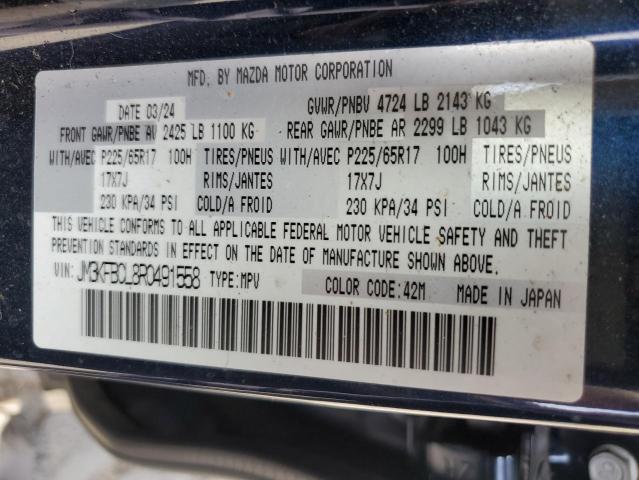 MFD. BY MAZDA MOTOR CORPORATION
DATE 03/24 GVWR/PNBV 4724 LB 2143 KG
FRONT GAWR/PNBE AV 2425 LB 1100 KG REAR GAWR/PNBE AR 2299 LB 1043 KG
WITH/AVEC P225/65R17 100H TIRES/PNEUS WITH/AVEC P225/65R17 100H TIRES/PNEUS
17X7J RIMS/JANTES 17X7J RIMS/JANTES
230 KPA/34 PSI COLD/A FROID 230 KPA/34 PSI COLD/A FROID
THIS VEHICLE CONFORMS TO ALL APPLICABLE FEDERAL MOTOR VEHICLE SAFETY AND THEFT
PREVENTION STANDARDS IN EFFECT ON THE DATE OF MANUFACTURE SHOWN ABOVE.
VIN: JM3KFBCL8R0491558 TYPE:MPV COLOR CODE:42M MADE IN JAPAN